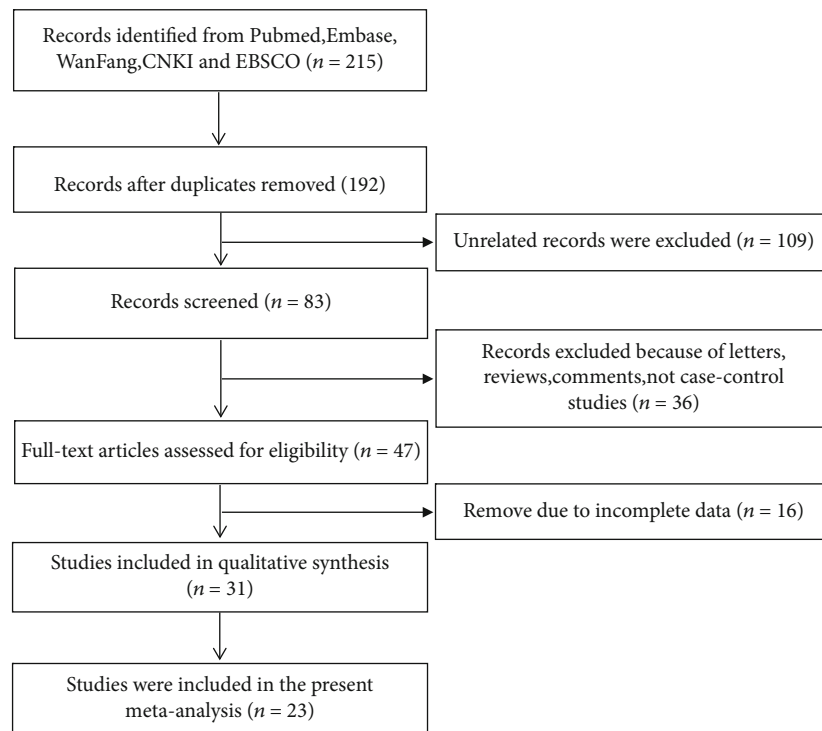 Records identified from Pubmed,Embase,
WanFang,CNKI and EBSCO (n = 215)
Records after duplicates removed (192)
Unrelated records were excluded (n = 109)
Records screened (n = 83)
Records excluded because of letters,
reviews,comments,not case-control
studies (n = 36)
Full-text articles assessed for eligibility (n = 47)
Remove due to incomplete data (n = 16)
Studies included in qualitative synthesis
(n = 31)
Studies were included in the present
meta-analysis (n = 23)